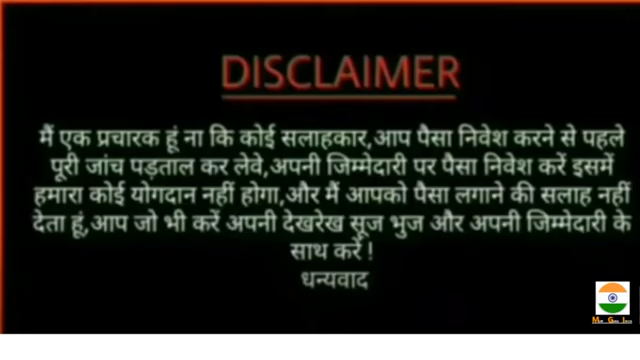 DISCLAIMER
मैं एक प्रचारक हूं ना कि कोई सलाहकार,आप पैसा निवेश करने से पहले
पूरी जांच पड़ताल कर लेवे,अपनी जिम्मेदारी पर पैसा निवेश करें इसमें
हमारा कोई योगदान नहीं होगा,और मैं आपको पैसा लगाने की सलाह नहीं
देता हूं,आप जो भी करें अपनी देखरेख सूज भुज और अपनी जिम्मेदारी के
साथ करें !
धन्यवाद